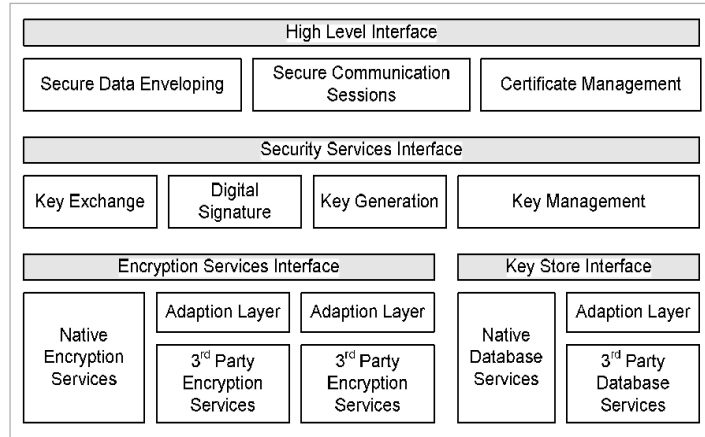 High Level Interface
Secure Data Enveloping
Secure Communication
Sessions
Certificate Management
Security Services Interface
Key Exchange
Digital
Signature
Key Generation
Key Management
Encryption Services Interface
Key Store Interface
Native
Encryption
Services
Adaption Layer
3rd Party
Encryption
Services
Adaption Layer
3rd Party
Encryption
Services
Native
Database
Services
Adaption Layer
3rd Party
Database
Services